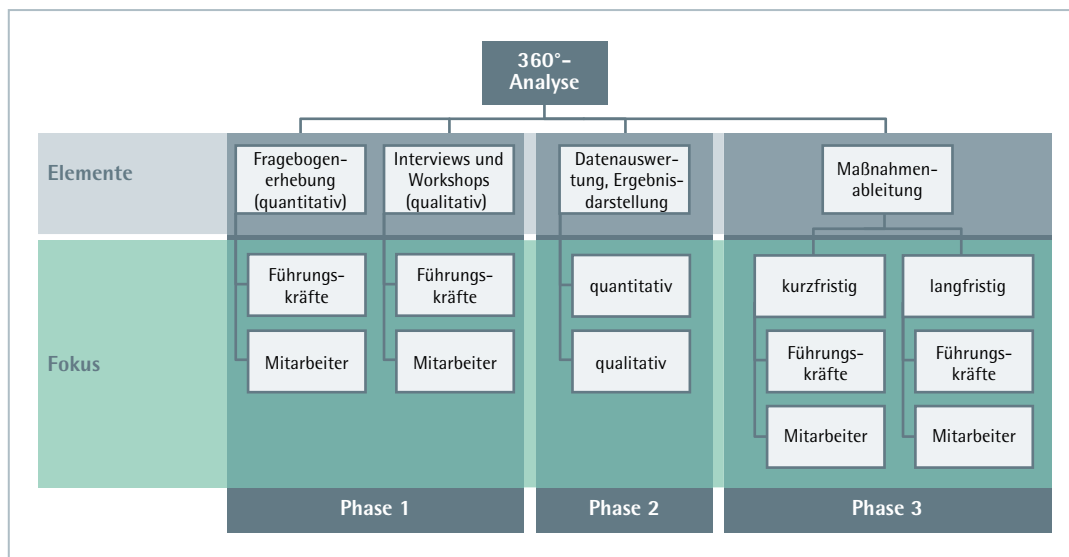 360°-
Analyse
Elemente
Fragebogen-
erhebung
(quantitativ)
Interviews und
Workshops
(qualitativ)
Datenauswer-
tung, Ergebnis-
darstellung
Maßnahmen-
ableitung
Fokus
Führungs-
kräfte
Mitarbeiter
Führungs-
kräfte
Mitarbeiter
quantitativ
qualitativ
kurzfristig
Führungs-
kräfte
Mitarbeiter
langfristig
Führungs-
kräfte
Mitarbeiter
Phase 1
Phase 2
Phase 3